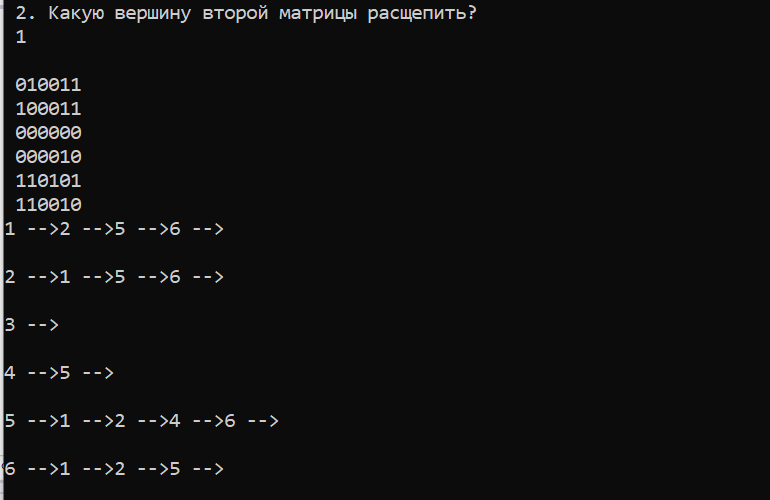 2. Какую вершину второй матрицы расщепить?
1
010011
100011
000000
000010
110101
110010
1 -->2 -->5 -->6 -->
2 -->1 -->5 -->6 -->
3 -->
4 -->5 -->
5 -->1 -->2 -->4 -->6 -->
6 -->1 -->2 -->5 -->